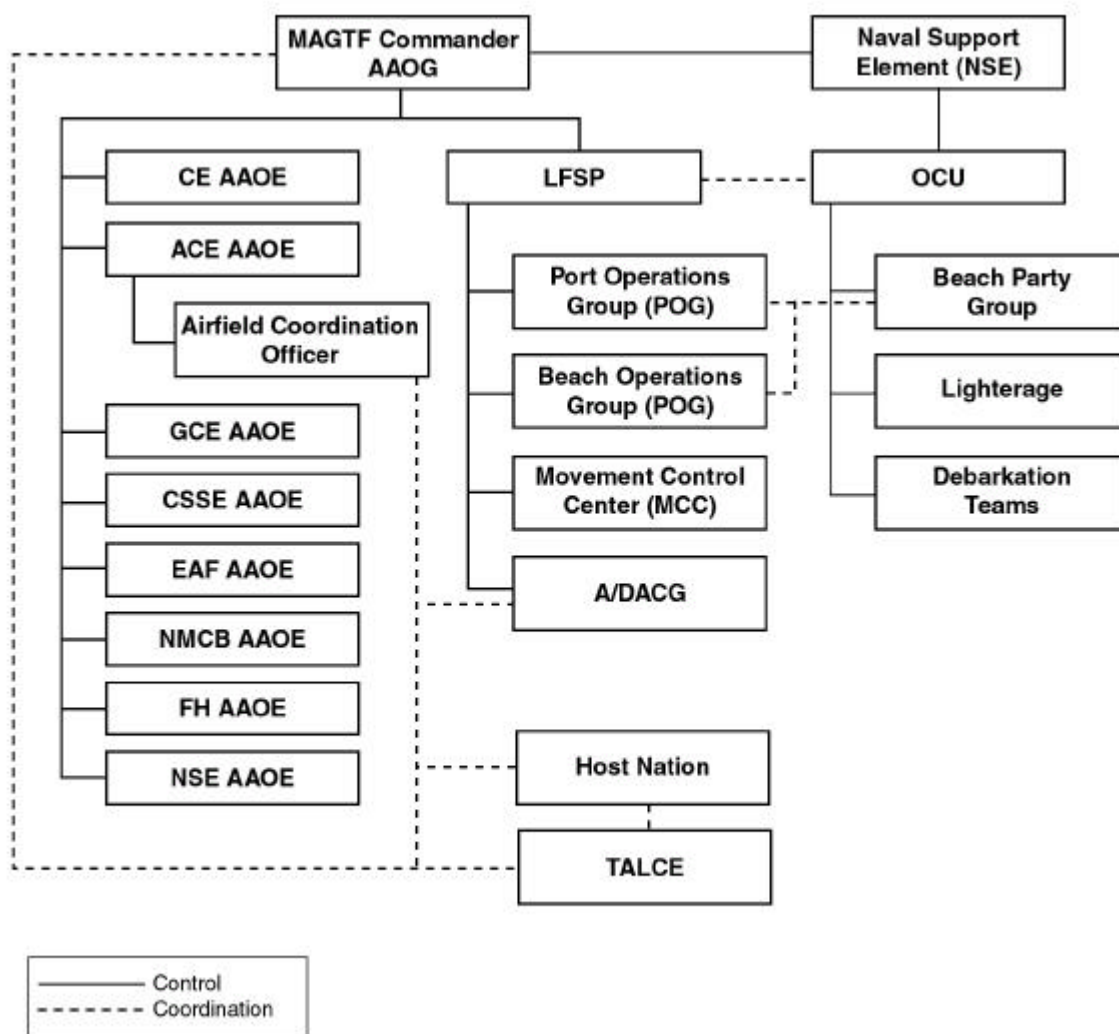 MAGTF Commander
AAOG
Naval Support
Element (NSE)
CE AAOE
LFSP
OCU
ACE AAOE
Port Operations
Group (POG)
Beach Party
Group
Airfield Coordination
Officer
Beach Operations
Group (POG)
Lighterage
GCE AAOE
Movement Control
Center (MCC)
Debarkation
Teams
CSSE AAOE
EAF AAOE
A/DACG
NMCB AAOE
FH AAOE
NSE AAOE
Host Nation
TALCE
Control
Coordination